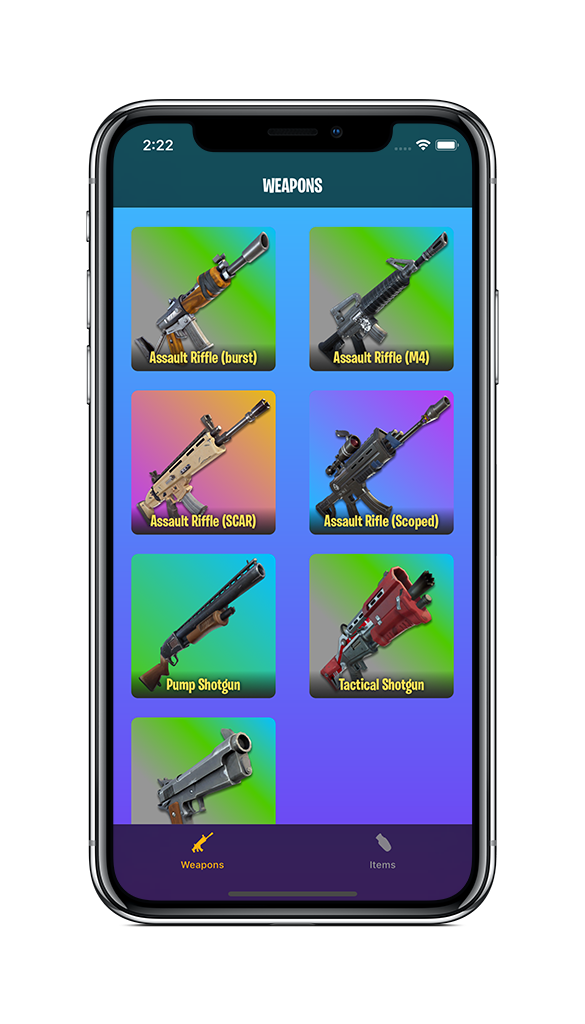 2:22
WEAPONS
Assault Riffle (burst)
Assault Riffle (M4)
Assault Riffle (SCAR)
Assault Rifle (Scoped)
Pump Shotgun
Tactical Shotgun
Weapons
Items